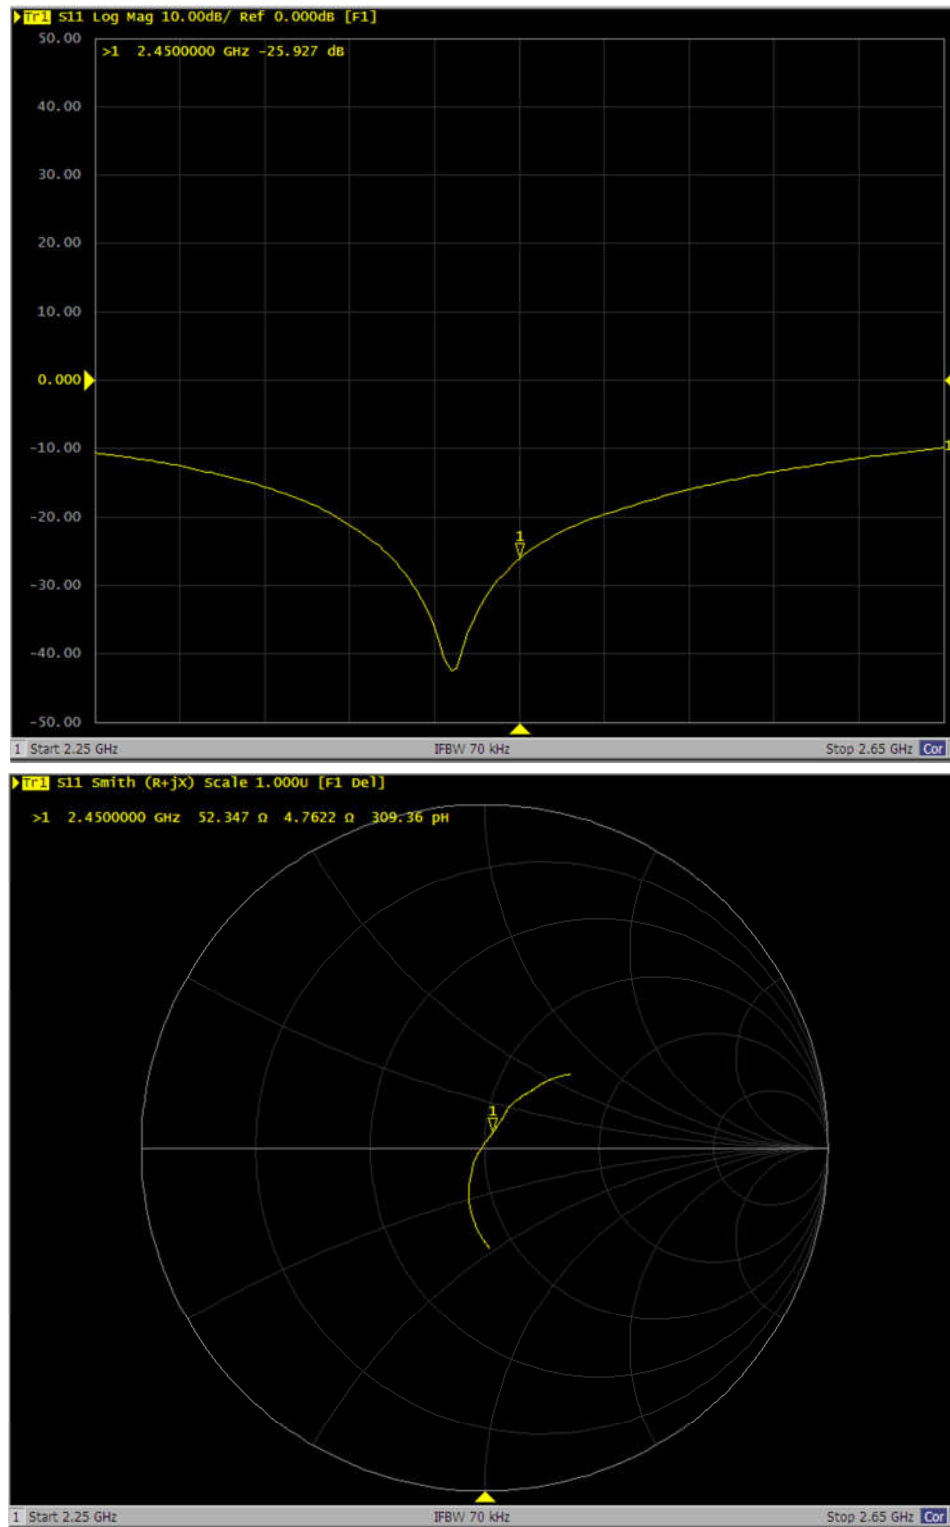 Tr1 S11 Log Mag 10.00dB/ Ref 0.000dB [F1]
50.00
>1 2.4500000 GHz -25.927 dB
40.00
30.00
20.00
10.00
0.000
-10.00
1
-20.00
1
-30.00
-40.00
-50.00
1 Start 2.25 GHz IFBW 70 kHz Stop 2.65 GHz Cor
Tr1 S11 Smith (R+jX) Scale 1.000U [F1 Del]
>1 2.4500000 GHz 52.347 Ω 4.7622 Ω 309.36 pH
1
1 Start 2.25 GHz IFBW 70 kHz Stop 2.65 GHz Cor